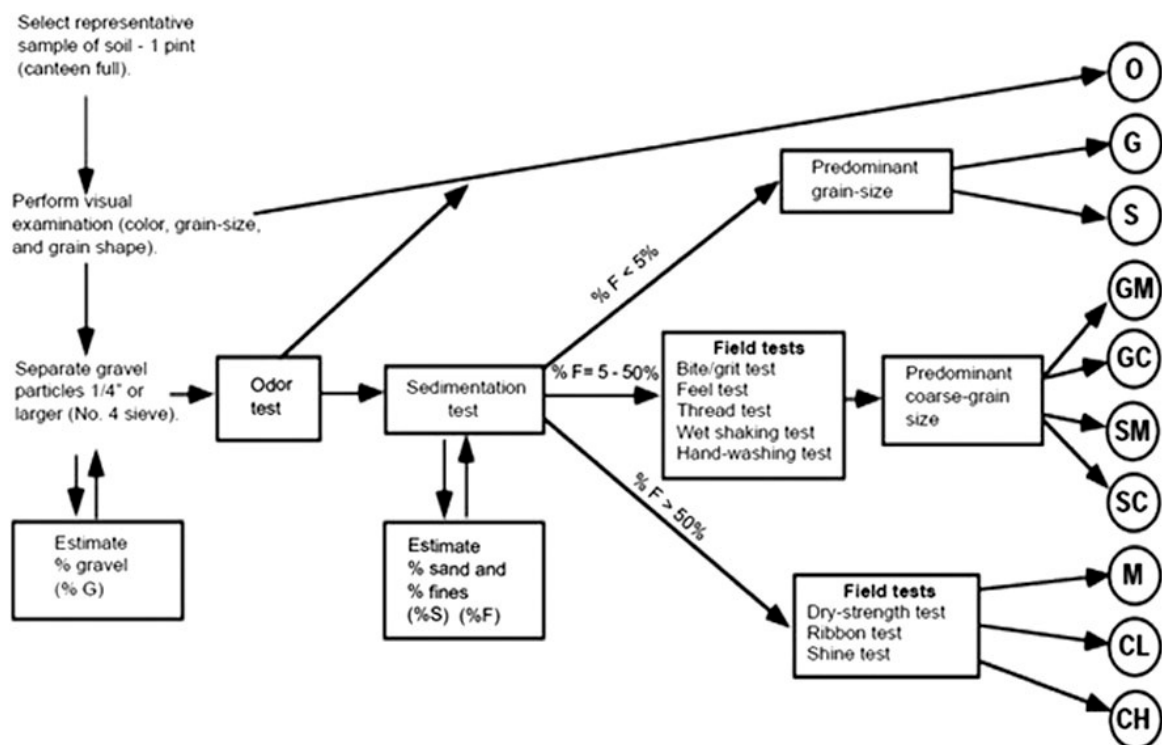 Select representative
sample of soil - 1 pint
(canteen full).
Perform visual
examination (color, grain-size,
and grain shape).
Separate gravel
particles 1/4" or
larger (No. 4 sieve).
Estimate
% gravel
(% G)
Odor
test
Sedimentation
test
Estimate
% sand and
% fines
(%S) (%F)
% F < 5%
% F= 5 - 50%
% F > 50%
Predominant
grain-size
Field tests
Bite/grit test
Feel test
Thread test
Wet shaking test
Hand-washing test
Predominant
coarse-grain
size
Field tests
Dry-strength test
Ribbon test
Shine test
O
G
S
GM
GC
SM
SC
M
CL
CH